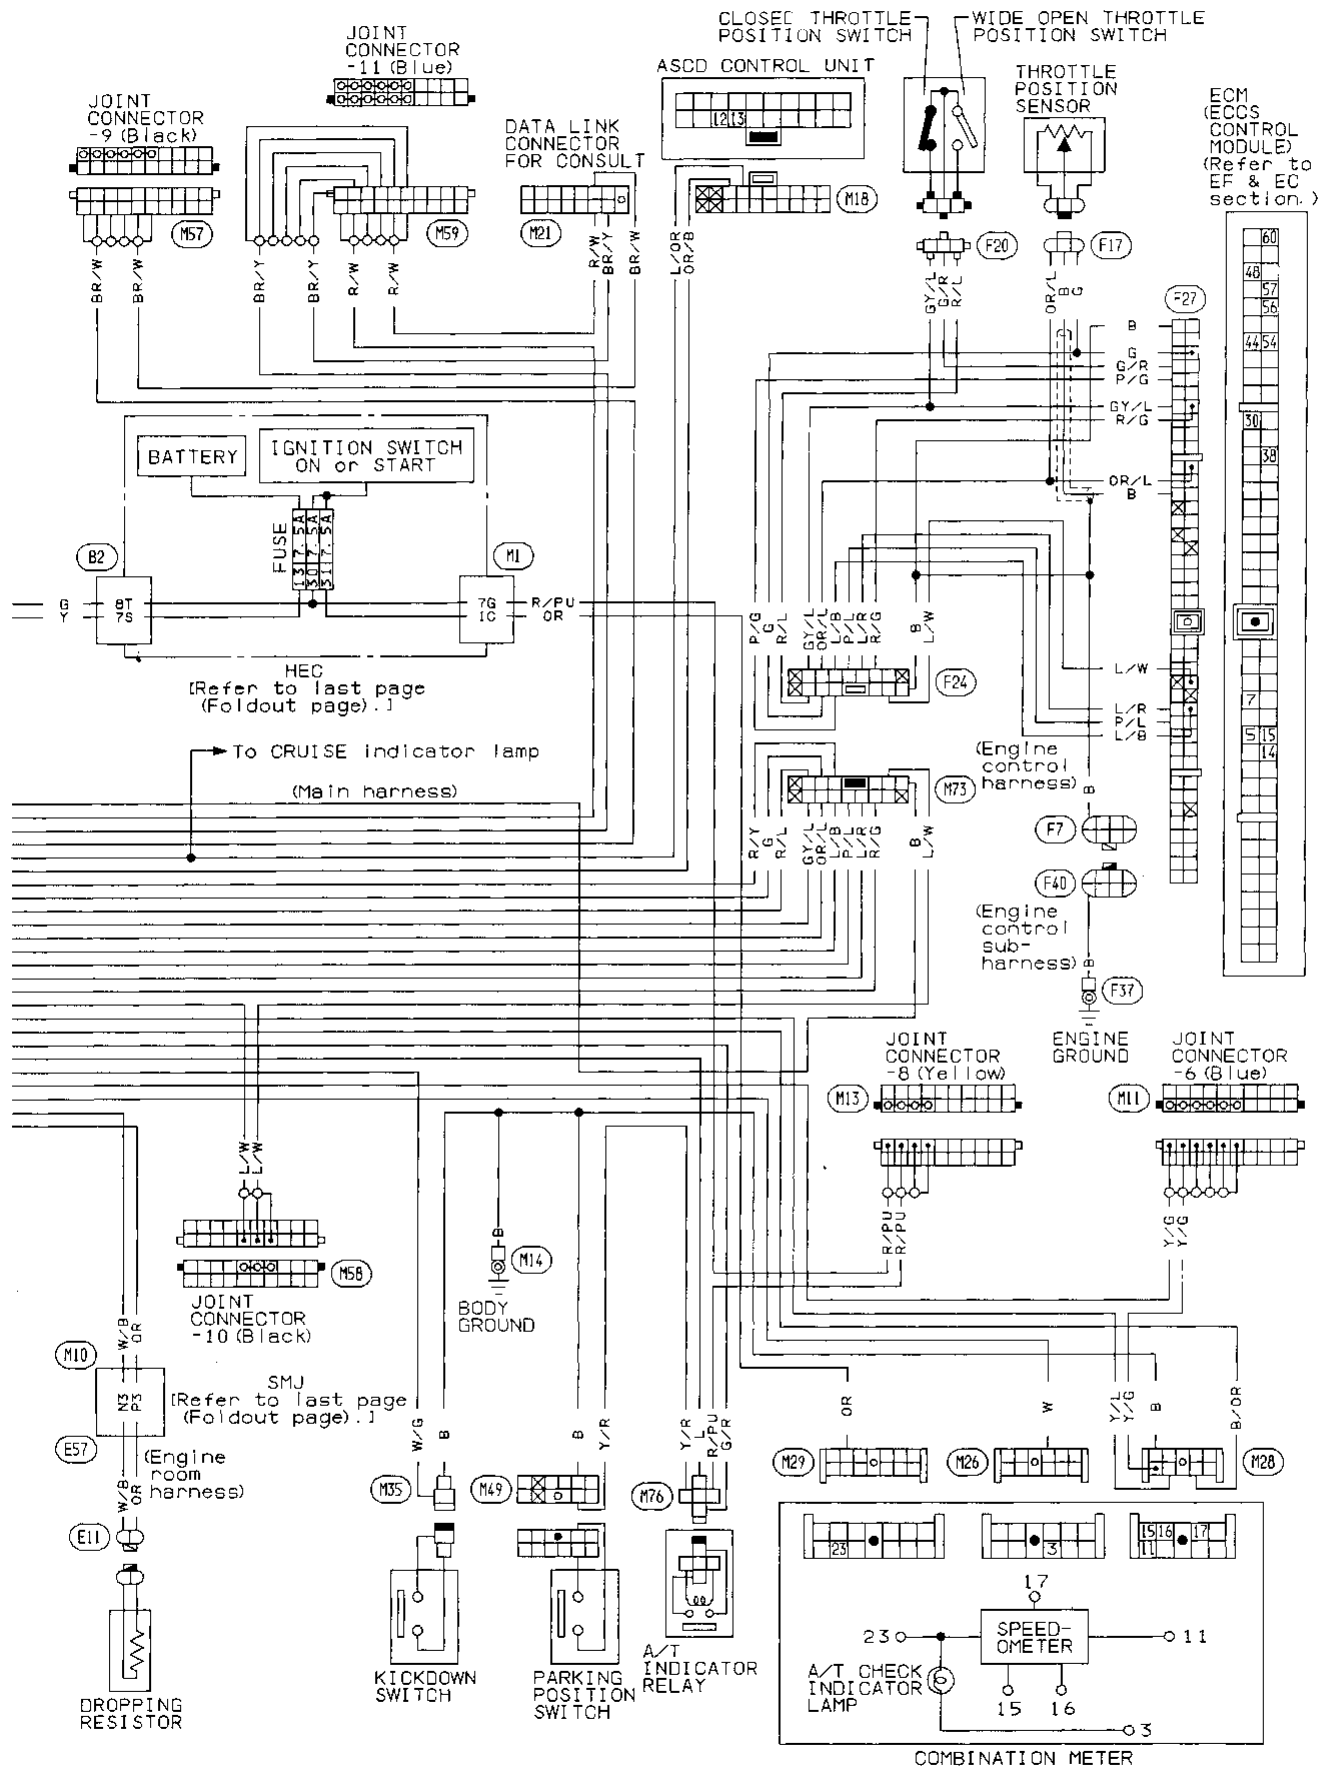 CLOSED THROTTLE
POSITION SWITCH
WIDE OPEN THROTTLE
POSITION SWITCH
JOINT
CONNECTOR
-11 (Blue)
ASCD CONTROL UNIT
12 13
THROTTLE
POSITION
SENSOR
ECM
(ECCS
CONTROL
MODULE)
(Refer to
EF & EC
section.)
JOINT
CONNECTOR
-9 (Black)
DATA LINK
CONNECTOR
FOR CONSULT
M57
M59
M21
M18
F20
F17
F27
60
48
57
56
44 54
30
38
7
5 15
14
BR/W
BR/W
BR/Y
BR/Y
R/W
R/W
R/W
BR/Y
BR/W
L/OR
OR/B
GY/L
G/R
R/L
OR/L
B
G
B
G
G/R
P/G
GY/L
R/G
OR/L
B
BATTERY
IGNITION SWITCH
ON or START
FUSE
13 7.5A
30 7.5A
31 7.5A
B2
M1
G
Y
8T
7S
7G
1C
R/PU
OR
HEC
[Refer to last page
(Foldout page).]
P/G
G
R/L
GY/L
OR/L
L/B
P/L
L/R
R/G
B
L/W
F24
L/W
L/R
P/L
L/B
To CRUISE indicator lamp
(Main harness)
(Engine
control
harness)
B
M73
R/Y
G
R/L
GY/L
OR/L
L/B
P/L
L/R
R/G
B
L/W
F7
F40
(Engine
control
sub-
harness)
B
F37
ENGINE
GROUND
JOINT
CONNECTOR
-8 (Yellow)
M13
JOINT
CONNECTOR
-6 (Blue)
M11
R/PU
R/PU
Y/G
Y/G
L/W
L/W
M58
JOINT
CONNECTOR
-10 (Black)
B
M14
BODY
GROUND
W/B
OR
M10
N3
P3
SMJ
[Refer to last page
(Foldout page).]
E57
(Engine
room
harness)
W/B
OR
E11
DROPPING
RESISTOR
W/G
B
M35
KICKDOWN
SWITCH
B
Y/R
M49
PARKING
POSITION
SWITCH
Y/R
L
R/PU
G/R
M76
A/T
INDICATOR
RELAY
OR
W
Y/L
Y/G
B
B/OR
M29
M26
M28
23
3
15 16 17
11
17
23
SPEED-
OMETER
11
A/T CHECK
INDICATOR
LAMP
15
16
3
COMBINATION METER